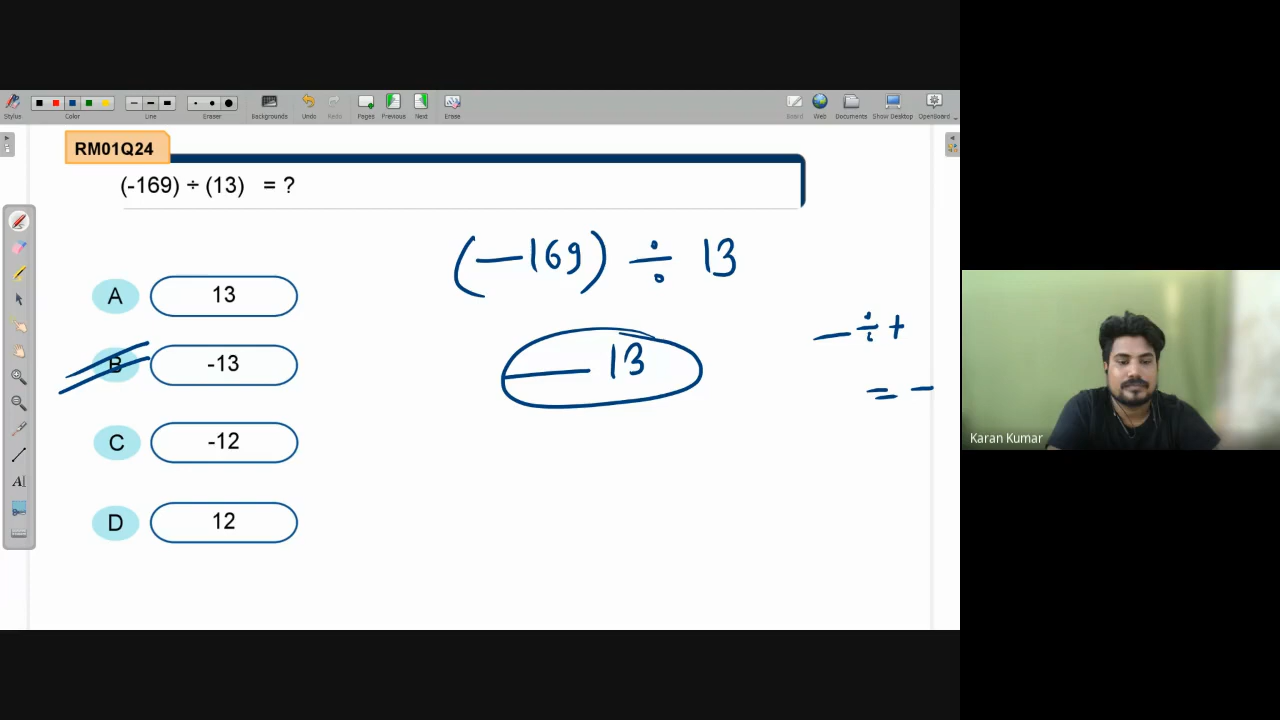 Stylus Color Line Eraser Backgrounds Undo Redo Pages Previous Next Erase Board Web Documents Show Desktop OpenBoard
RM01Q24
(-169) ÷ (13) = ?
(-169) ÷ 13
A 13
- ÷ +
B -13
- 13
= -
C -12
D 12
Karan Kumar